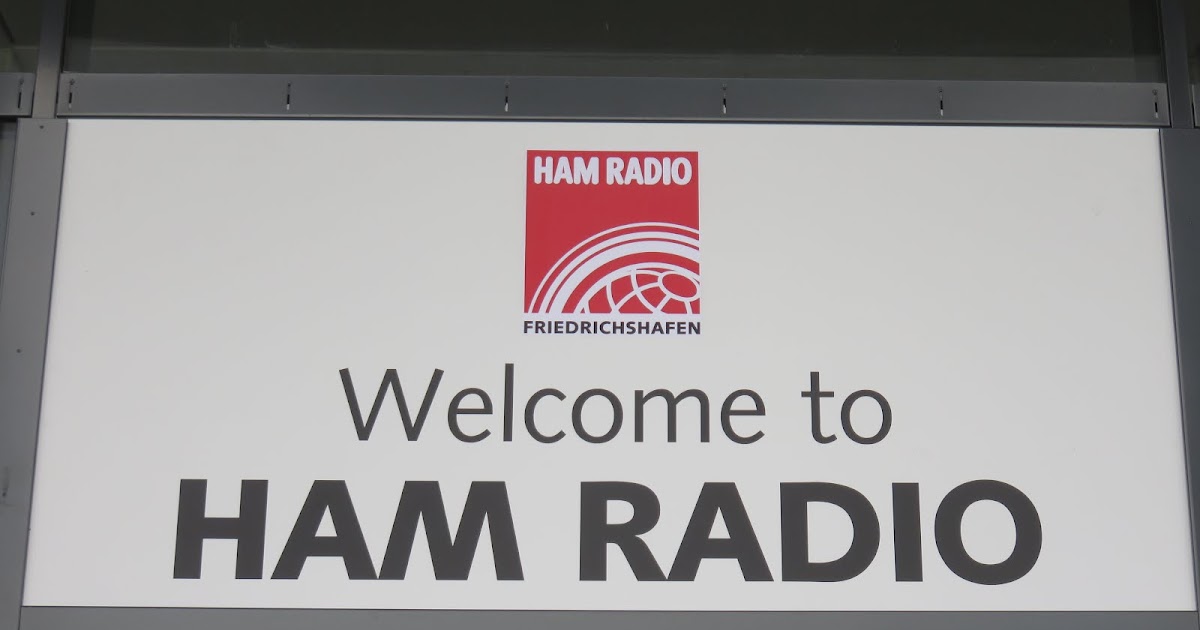 HAM RADIO
FRIEDRICHSHAFEN
Welcome to
HAM RADIO